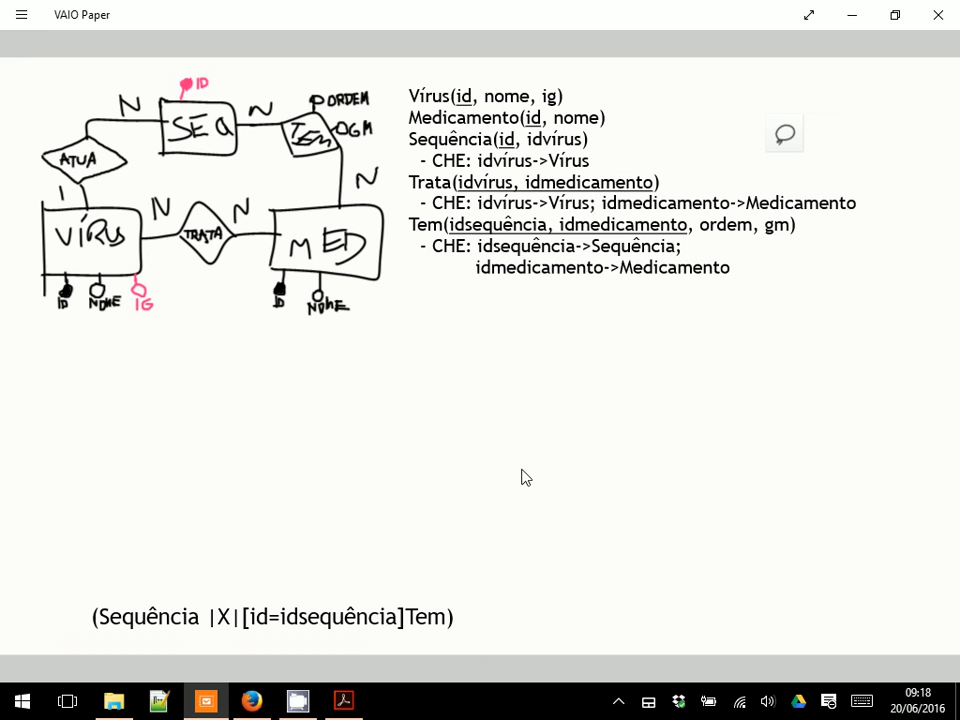 VAIO Paper
ID
N
SEQ
N
ORDEM
TEM
GM
ATUA
N
1
VÍRUS
N
TRATA
N
MED
ID
NOME
IG
ID
NOME
Vírus(id, nome, ig)
Medicamento(id, nome)
Sequência(id, idvírus)
- CHE: idvírus->Vírus
Trata(idvírus, idmedicamento)
- CHE: idvírus->Vírus; idmedicamento->Medicamento
Tem(idsequência, idmedicamento, ordem, gm)
- CHE: idsequência->Sequência;
idmedicamento->Medicamento
(Sequência |X|[id=idsequência]Tem)
09:18
20/06/2016